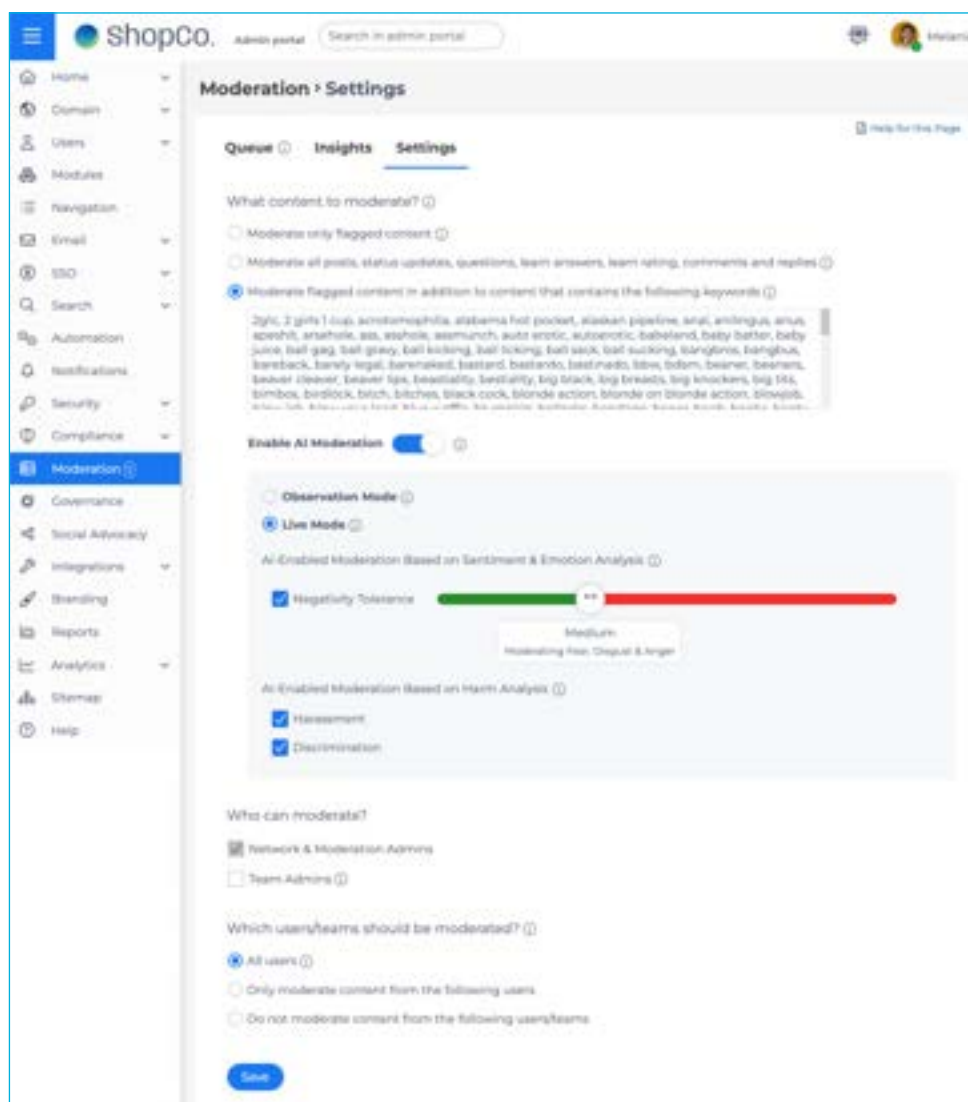 ShopCo. Admin portal Search in admin portal
Home
Domain
Users
Modules
Navigation
Email
SSO
Search
Automation
Notifications
Security
Compliance
Moderation
Governance
Social Advocacy
Integrations
Branding
Reports
Analytics
Sitemap
Help
Moderation › Settings
Help for this Page
Queue Insights Settings
What content to moderate?
Moderate only flagged content
Moderate all posts, status updates, questions, learn answers, learn rating, comments and replies
Moderate flagged content in addition to content that contains the following keywords
2g1c, 2 girls 1 cup, acrotomophilia, alabama hot pocket, alaskan pipeline, anal, anilingus, anus,
apeshit, arsehole, ass, asshole, assmunch, auto erotic, autoerotic, babeland, baby batter, baby
juice, ball gag, ball gravy, ball kicking, ball licking, ball sack, ball sucking, bangbros, bangbus,
bareback, barely legal, barenaked, bastard, bastardo, bastinado, bbw, bdsm, beaner, beaners,
beaver cleaver, beaver lips, beastiality, bestiality, big black, big breasts, big knockers, big tits,
bimbos, birdlock, bitch, bitches, black cock, blonde action, blonde on blonde action, blowjob,
Enable AI Moderation
Observation Mode
Live Mode
AI-Enabled Moderation Based on Sentiment & Emotion Analysis
Negativity Tolerance
Medium
Moderating Fear, Disgust & Anger
AI-Enabled Moderation Based on Harm Analysis
Harassment
Discrimination
Who can moderate?
Network & Moderation Admins
Team Admins
Which users/teams should be moderated?
All users
Only moderate content from the following users
Do not moderate content from the following users/teams
Save